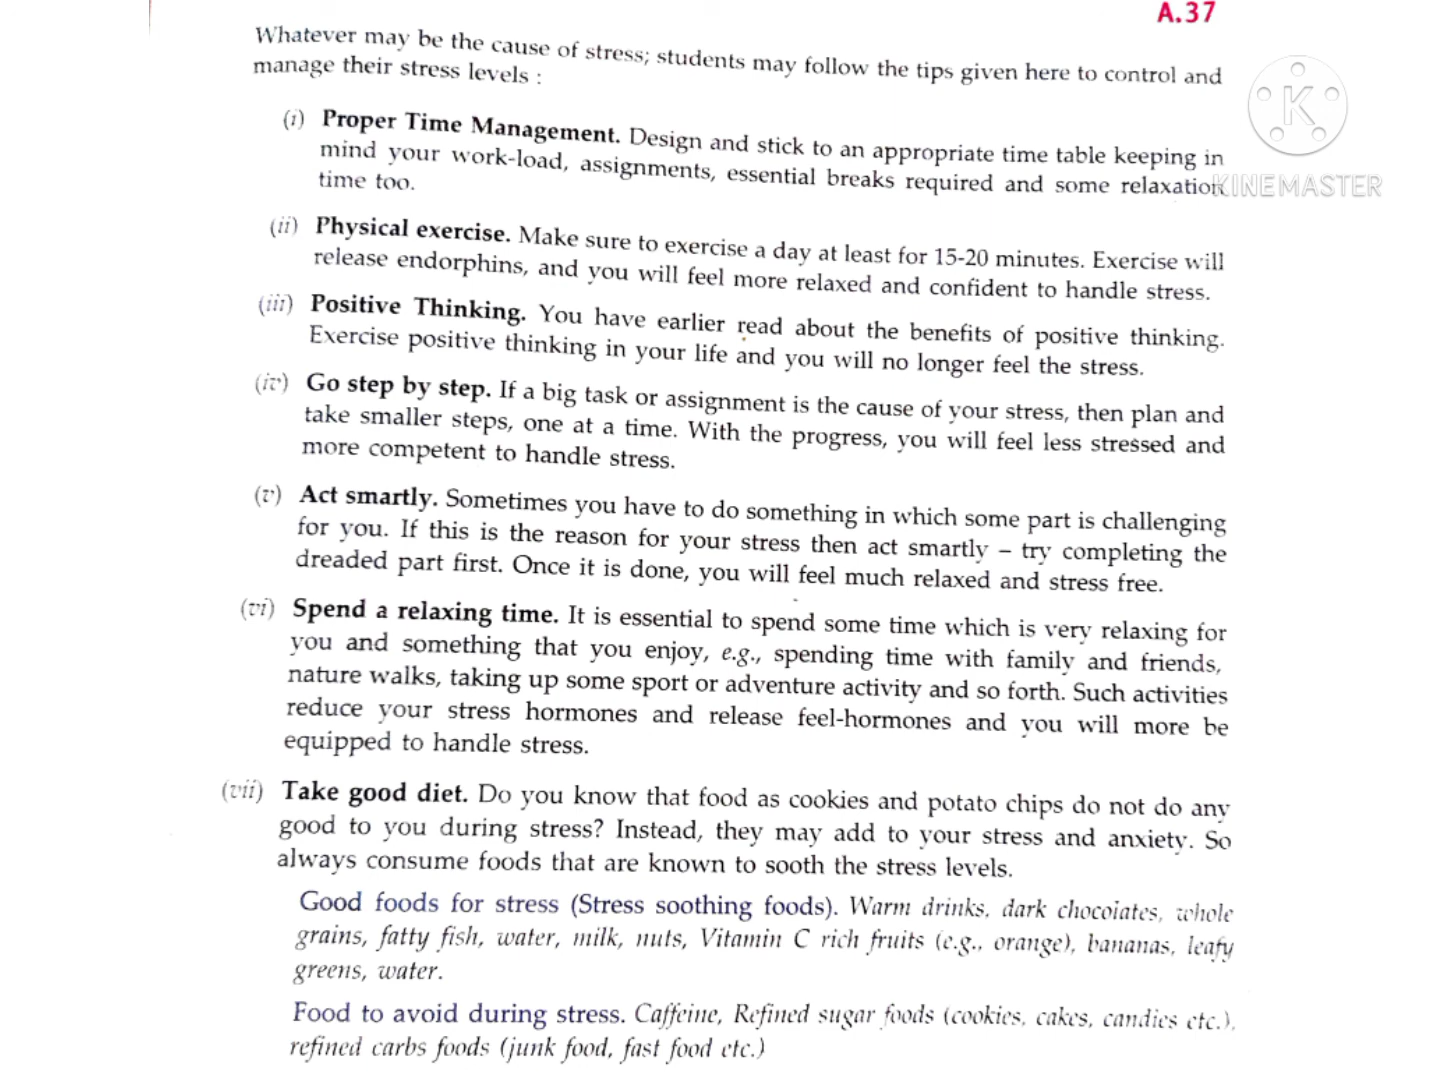 A.37
Whatever may be the cause of stress; students may follow the tips given here to control and
manage their stress levels :
K
KINEMASTER
(i) Proper Time Management. Design and stick to an appropriate time table keeping in
mind your work-load, assignments, essential breaks required and some relaxation
time too.
(ii) Physical exercise. Make sure to exercise a day at least for 15-20 minutes. Exercise will
release endorphins, and you will feel more relaxed and confident to handle stress.
(iii) Positive Thinking. You have earlier read about the benefits of positive thinking.
Exercise positive thinking in your life and you will no longer feel the stress.
(iv) Go step by step. If a big task or assignment is the cause of your stress, then plan and
take smaller steps, one at a time. With the progress, you will feel less stressed and
more competent to handle stress.
(v) Act smartly. Sometimes you have to do something in which some part is challenging
for you. If this is the reason for your stress then act smartly – try completing the
dreaded part first. Once it is done, you will feel much relaxed and stress free.
(vi) Spend a relaxing time. It is essential to spend some time which is very relaxing for
you and something that you enjoy, e.g., spending time with family and friends,
nature walks, taking up some sport or adventure activity and so forth. Such activities
reduce your stress hormones and release feel-hormones and you will more be
equipped to handle stress.
(vii) Take good diet. Do you know that food as cookies and potato chips do not do any
good to you during stress? Instead, they may add to your stress and anxiety. So
always consume foods that are known to sooth the stress levels.
Good foods for stress (Stress soothing foods). Warm drinks, dark chocolates, whole
grains, fatty fish, water, milk, nuts, Vitamin C rich fruits (e.g., orange), bananas, leafy
greens, water.
Food to avoid during stress. Caffeine, Refined sugar foods (cookies, cakes, candies etc.),
refined carbs foods (junk food, fast food etc.)